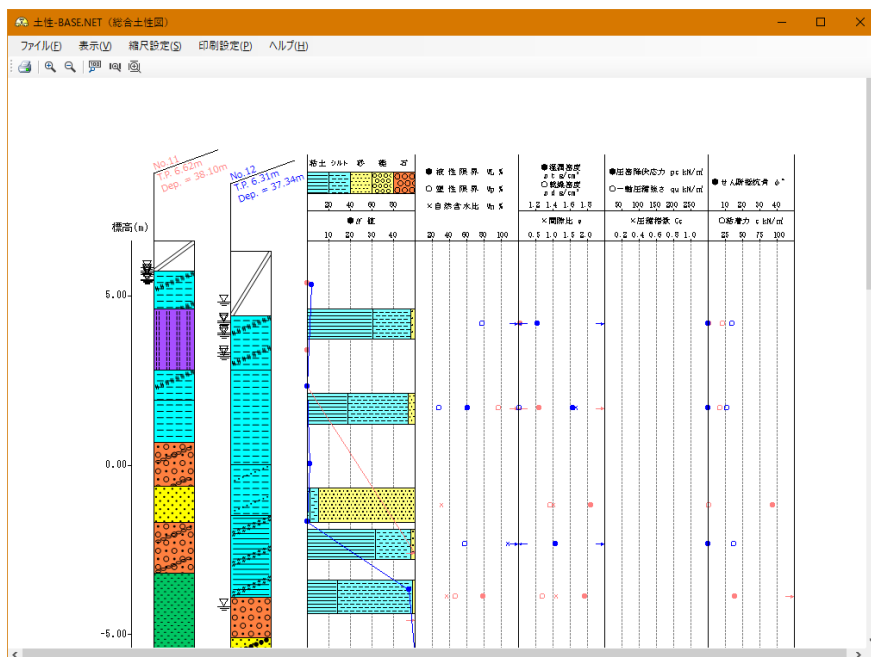 土性-BASE.NET (総合土性図)
ファイル(F) 表示(V) 縮尺設定(S) 印刷設定(P) ヘルプ(H)
No.11
T.P. 6.62m
Dep. = 38.10m
No.12
T.P. 6.31m
Dep. = 37.34m
標高(m)
5.00
0.00
-5.00
粘土 シルト 砂 礫 石
20 40 60 80
●N 値
10 20 30 40
●液性限界 WL %
○塑性限界 Wp %
×自然含水比 Wn %
20 40 60 80
●湿潤密度
ρt g/cm³
○乾燥密度
ρd g/cm³
1.2 1.4 1.6 1.8
×間隙比 e
0.5 1.0 1.5 2.0
●圧密降伏応力 pc kN/㎡
○一軸圧縮強さ qu kN/㎡
50 100 150 200 250
×圧縮指数 Cc
0.2 0.4 0.6 0.8 1.0
●せん断抵抗角 φ°
10 20 30 40
○粘着力 c kN/㎡
25 50 75 100